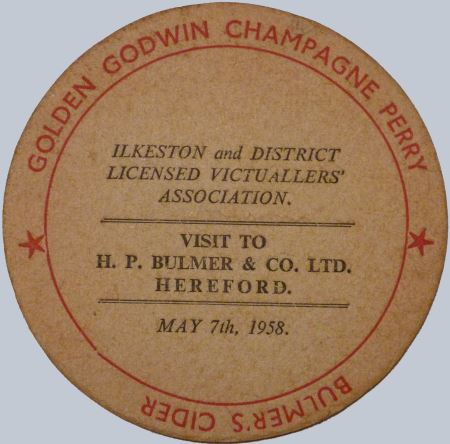 GOLDEN GODWIN CHAMPAGNE PERRY
ILKESTON and DISTRICT
LICENSED VICTUALLERS'
ASSOCIATION.
VISIT TO
H. P. BULMER & CO. LTD.
HEREFORD.
MAY 7th, 1958.
BULMER'S CIDER